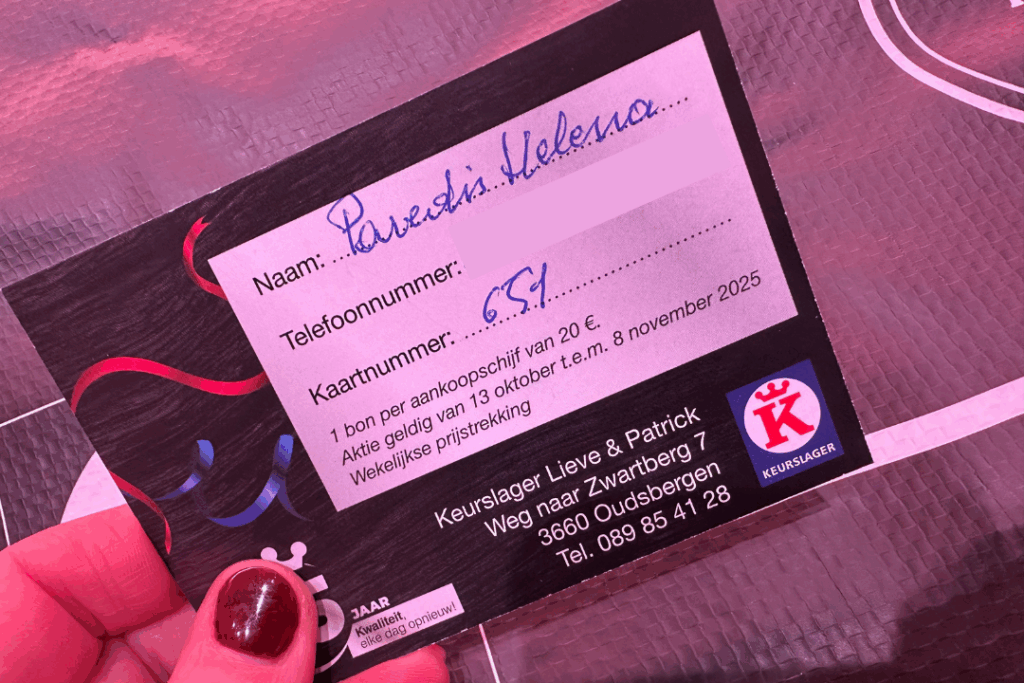 Naam: Paredis Helena
Telefoonnummer:
Kaartnummer: 651
1 bon per aankoopschijf van 20 €.
Aktie geldig van 13 oktober t.e.m. 8 november 2025
Wekelijkse prijstrekking
Keurslager Lieve & Patrick
Weg naar Zwartberg 7
3660 Oudsbergen
Tel. 089 85 41 28
K
KEURSLAGER
JAAR
Kwaliteit,
elke dag opnieuw!